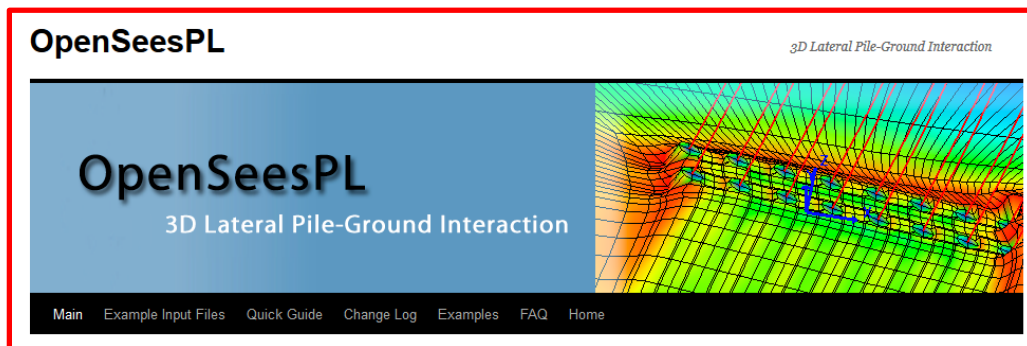 OpenSeesPL
3D Lateral Pile-Ground Interaction
OpenSeesPL
3D Lateral Pile-Ground Interaction
Main Example Input Files Quick Guide Change Log Examples FAQ Home